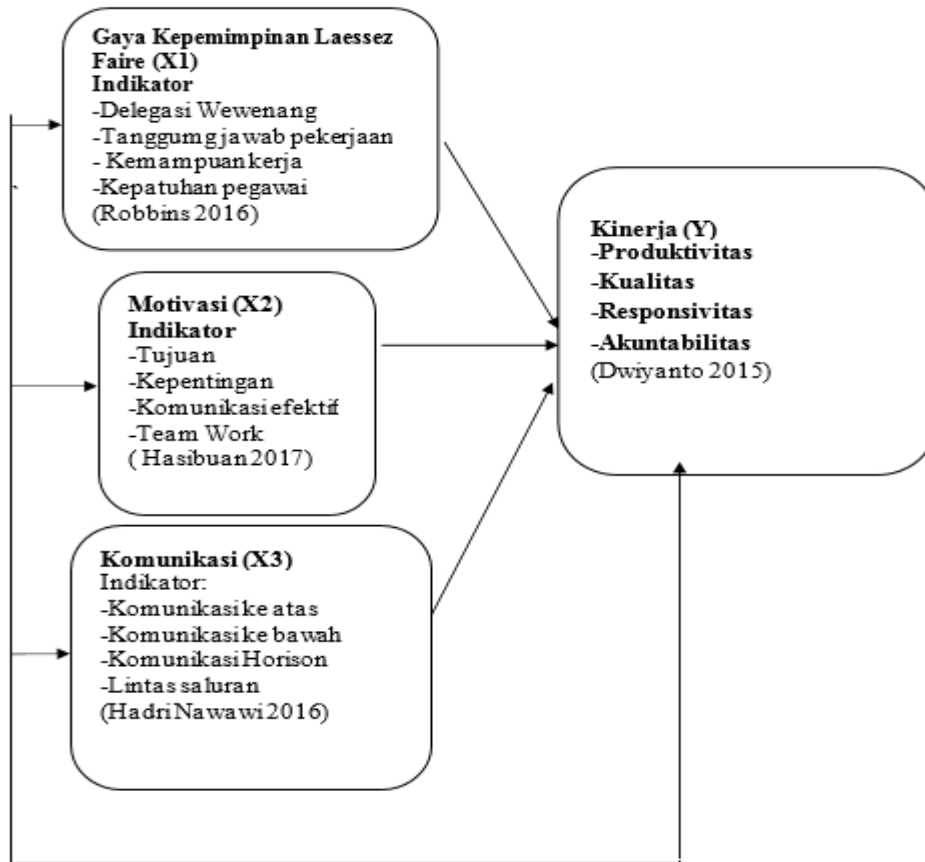 Gaya Kepemimpinan Laessez
Faire (X1)
Indikator
-Delegasi Wewenang
-Tanggumg jawab pekerjaan
- Kemampuan kerja
-Kepatuhan pegawai
(Robbins 2016)
Motivasi (X2)
Indikator
-Tujuan
-Kepentingan
-Komunikasi efektif
-Team Work
( Hasibuan 2017)
Komunikasi (X3)
Indikator:
-Komunikasi ke atas
-Komunikasi ke bawah
-Komunikasi Horison
-Lintas saluran
(Hadri Nawawi 2016)
Kinerja (Y)
-Produktivitas
-Kualitas
-Responsivitas
-Akuntabilitas
(Dwiyanto 2015)